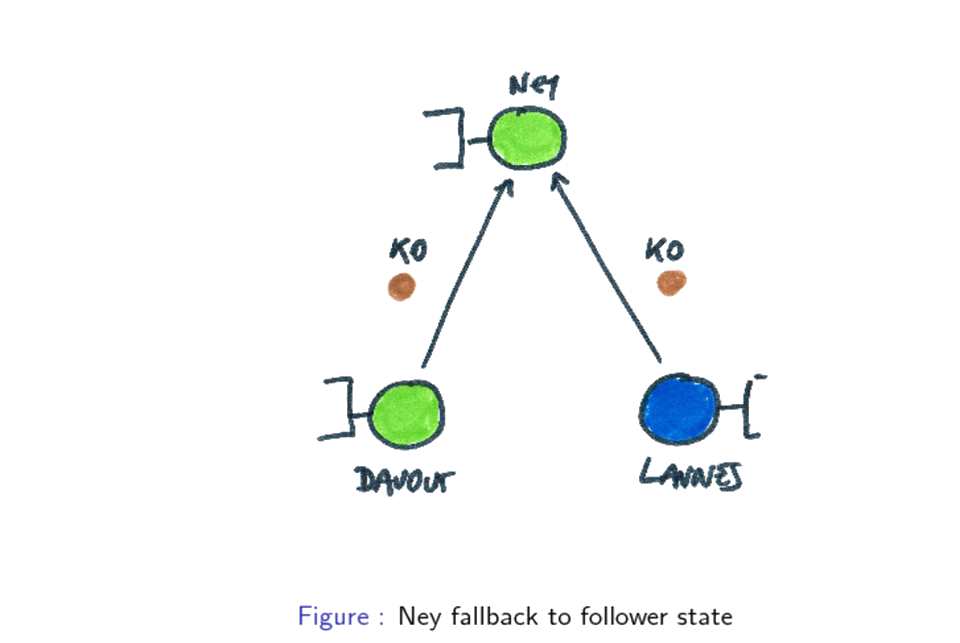 Ney
KO
KO
DAVOUT
LANNES
Figure : Ney fallback to follower state